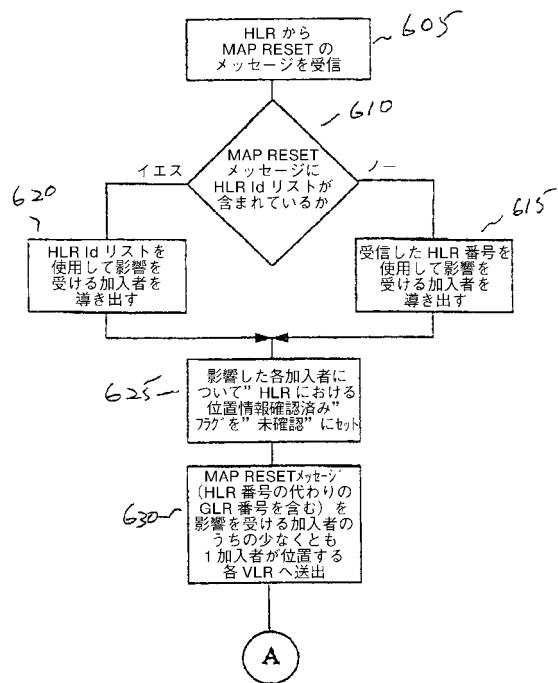 HLR から
MAP RESET の
メッセージを受信
605
610
MAP RESET
メッセージに
HLR Id リストが
含まれているか
イエス
ノー
620
HLR Id リストを
使用して影響を
受ける加入者を
導き出す
615
受信した HLR 番号を
使用して影響を
受ける加入者を
導き出す
625
影響した各加入者に
ついて” HLR における
位置情報確認済み”
フラグを” 未確認” にセット
630
MAP RESETメッセージ
(HLR 番号の代わりの
GLR 番号を含む) を
影響を受ける加入者の
うちの少なくとも
1 加入者が位置する
各 VLR へ送出
A